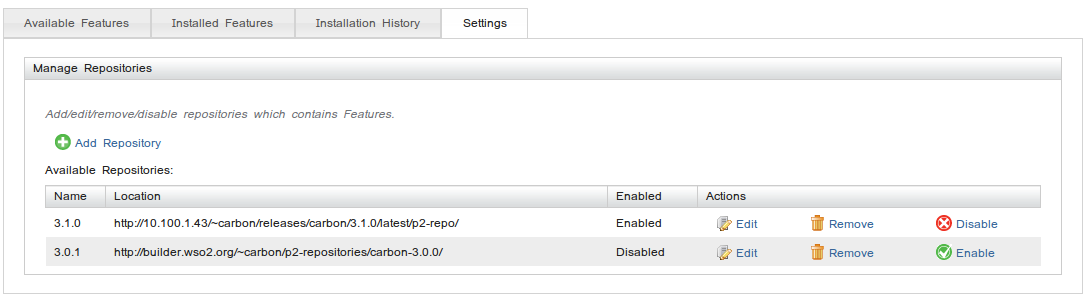 Available Features Installed Features Installation History Settings
Manage Repositories
Add/edit/remove/disable repositories which contains Features.
Add Repository
Available Repositories:
Name Location Enabled Actions
3.1.0 http://10.100.1.43/~carbon/releases/carbon/3.1.0/latest/p2-repo/ Enabled Edit Remove Disable
3.0.1 http://builder.wso2.org/~carbon/p2-repositories/carbon-3.0.0/ Disabled Edit Remove Enable